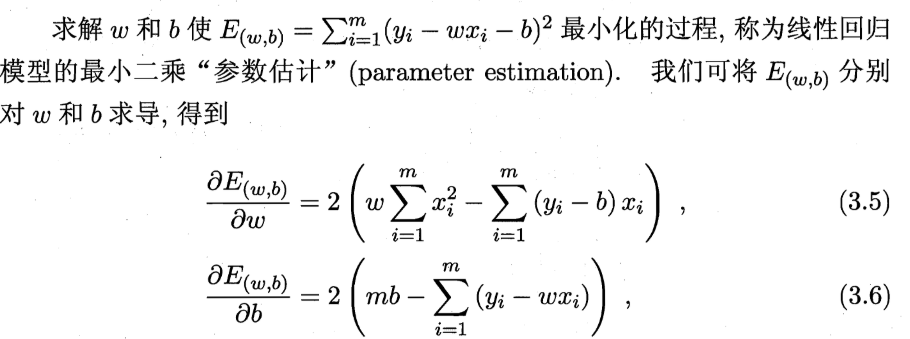 求解 w 和 b 使 E_{(w,b)} = \sum_{i=1}^{m}(y_i - wx_i - b)^2 最小化的过程, 称为线性回归
模型的最小二乘“参数估计” (parameter estimation). 我们可将 E_{(w,b)} 分别
对 w 和 b 求导, 得到
\frac{\partial E_{(w,b)}}{\partial w} = 2 \left( w \sum_{i=1}^{m} x_i^2 - \sum_{i=1}^{m} (y_i - b) x_i \right) , (3.5)
\frac{\partial E_{(w,b)}}{\partial b} = 2 \left( mb - \sum_{i=1}^{m} (y_i - wx_i) \right) , (3.6)